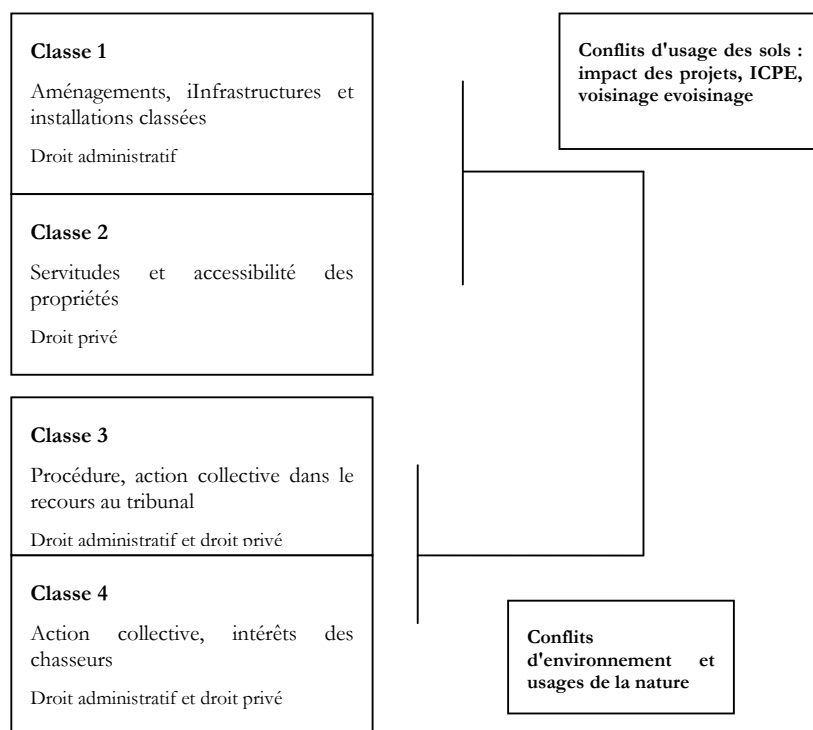 Classe 1
Aménagements, iInfrastructures et
installations classées
Droit administratif
Conflits d'usage des sols :
impact des projets, ICPE,
voisinage evoisinage
Classe 2
Servitudes et accessibilité des
propriétés
Droit privé
Classe 3
Procédure, action collective dans le
recours au tribunal
Droit administratif et droit privé
Classe 4
Action collective, intérêts des
chasseurs
Droit administratif et droit privé
Conflits
d'environnement et
usages de la nature